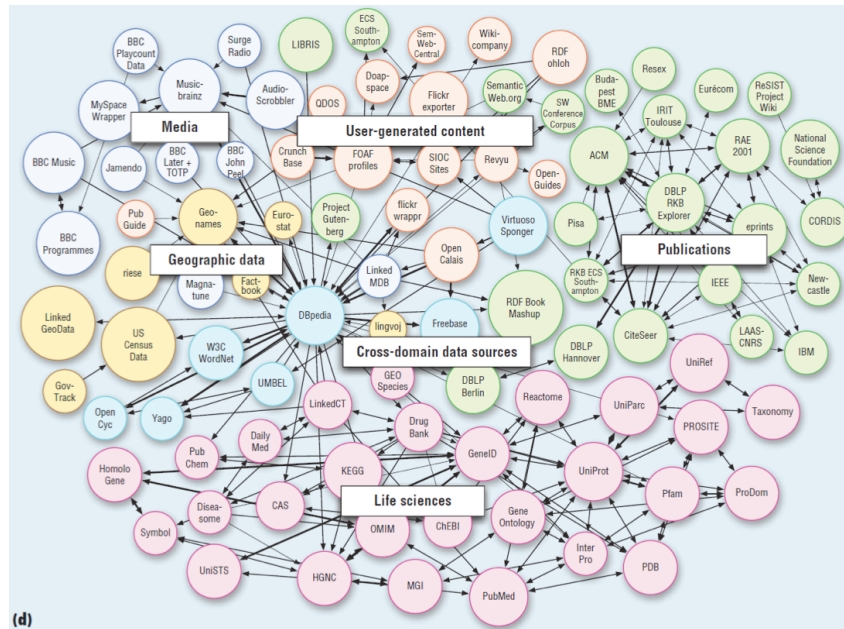 BBC
Playcount
Data
Surge
Radio
LIBRIS
ECS
South-
ampton
Sem-
Web-
Central
Wiki-
company
RDF
ohloh
Music-
brainz
Audio-
Scrobbler
MySpace
Wrapper
QDOS
Doap-
space
Flickr
exporter
Semantic
Web.org
SW
Conference
Corpus
Buda-
pest
BME
Resex
IRIT
Toulouse
Eurécom
ReSIST
Project
Wiki
National
Science
Foundation
RAE
2001
ACM
Media
User-generated content
BBC Music
Jamendo
BBC
Later +
TOTP
BBC
John
Peel
Crunch
Base
FOAF
profiles
SIOC
Sites
Revyu
Open-
Guides
DBLP
RKB
Explorer
Pub
Guide
Geo-
names
Euro-
stat
Project
Guten-
berg
flickr
wrappr
Virtuoso
Sponger
Pisa
eprints
CORDIS
BBC
Programmes
Geographic data
Publications
riese
Magna-
tune
Fact-
book
Linked
MDB
Open
Calais
RKB ECS
South-
ampton
IEEE
New-
castle
Linked
GeoData
US
Census
Data
DBpedia
lingvoj
Freebase
RDF Book
Mashup
CiteSeer
LAAS-
CNRS
IBM
W3C
WordNet
Cross-domain data sources
DBLP
Hannover
Gov-
Track
Open
Cyc
Yago
UMBEL
GEO
Species
DBLP
Berlin
Reactome
UniParc
UniRef
Taxonomy
LinkedCT
Drug
Bank
PROSITE
Daily
Med
Pub
Chem
Homolo
Gene
KEGG
GeneID
UniProt
Pfam
ProDom
Life sciences
Disea-
some
CAS
ChEBI
Gene
Ontology
Symbol
OMIM
Inter
Pro
UniSTS
HGNC
MGI
PubMed
PDB
(d)